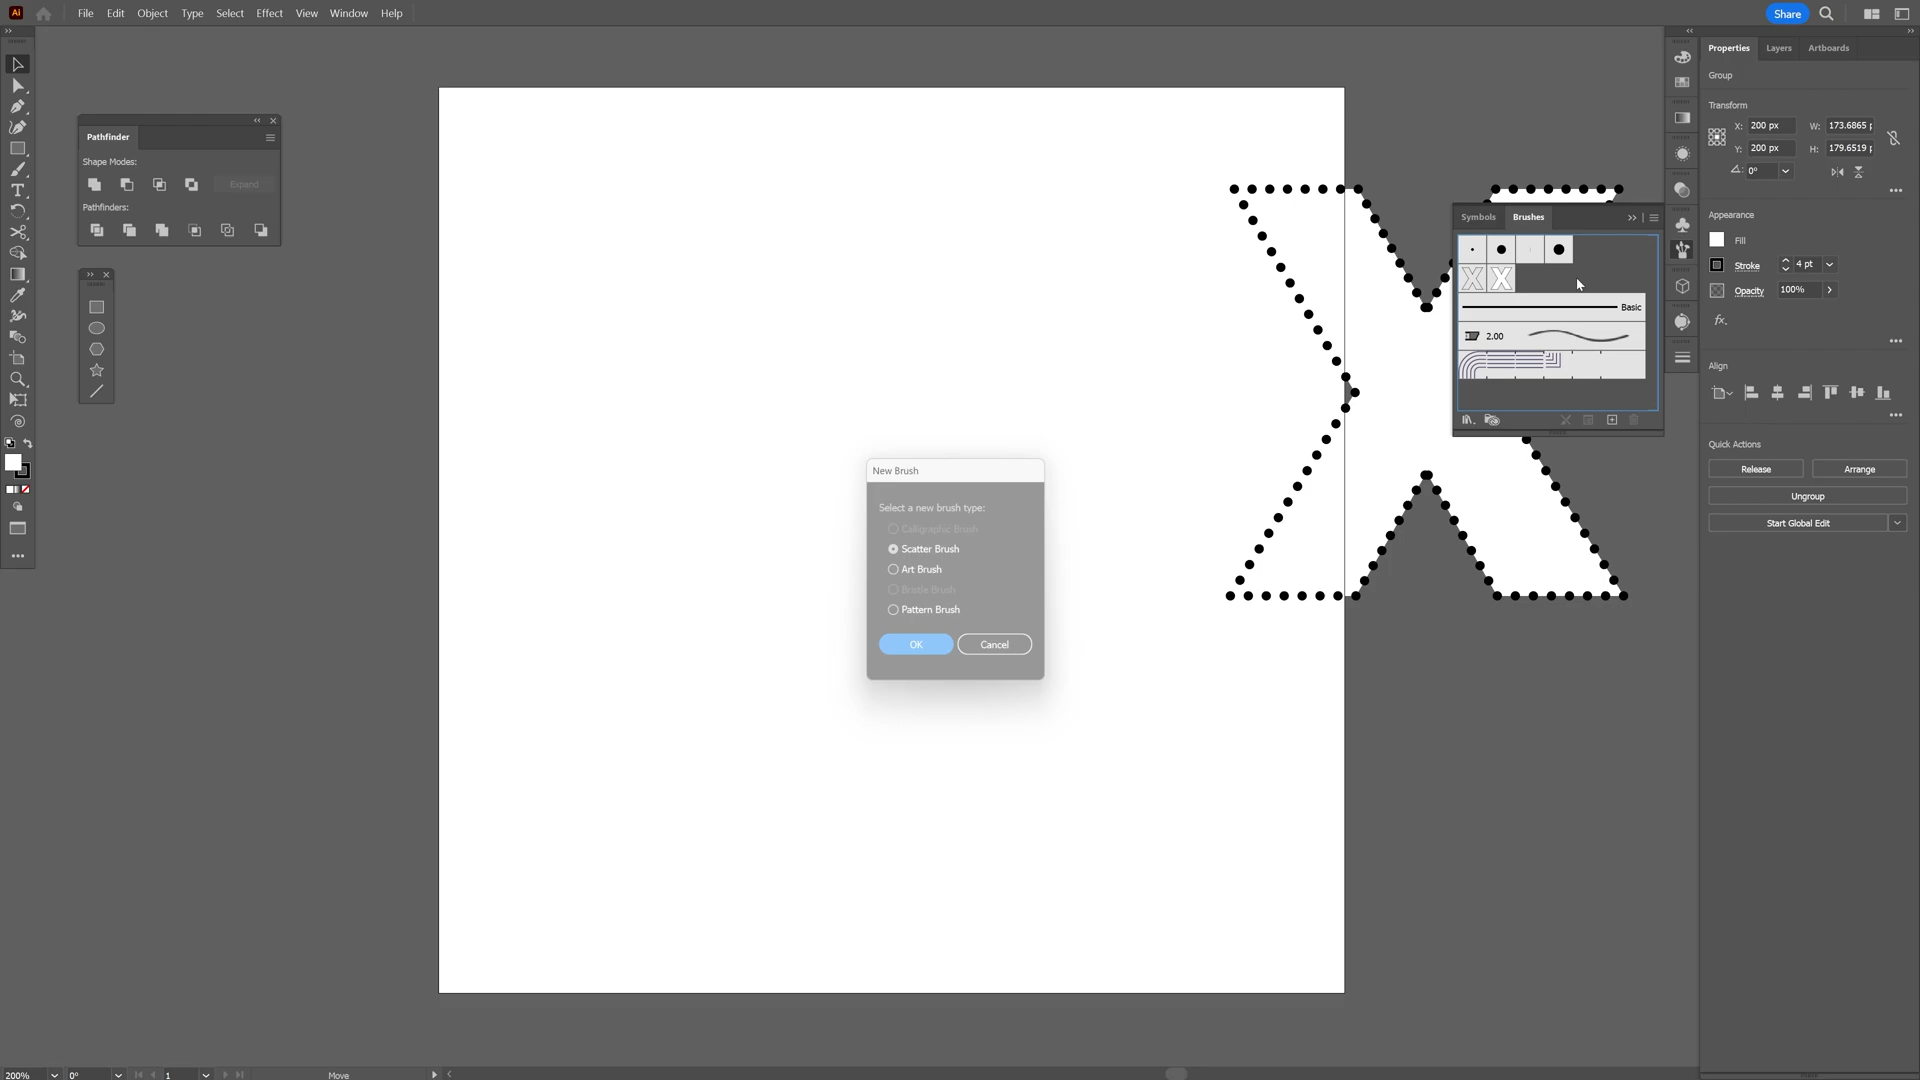 Ai File Edit Object Type Select Effect View Window Help Share
Properties Layers Artboards
Group
Transform
X: 200 px W: 173.6865 p
Y: 200 px H: 179.6519 p
0°
Appearance
Fill
Stroke 4 pt
Opacity 100%
fx.
Align
Quick Actions
Release Arrange
Ungroup
Start Global Edit
Pathfinder
Shape Modes:
Expand
Pathfinders:
Symbols Brushes
X X
Basic
2.00
New Brush
Select a new brush type:
Calligraphic Brush
Scatter Brush
Art Brush
Bristle Brush
Pattern Brush
OK Cancel
X
200% 0° 1 Move